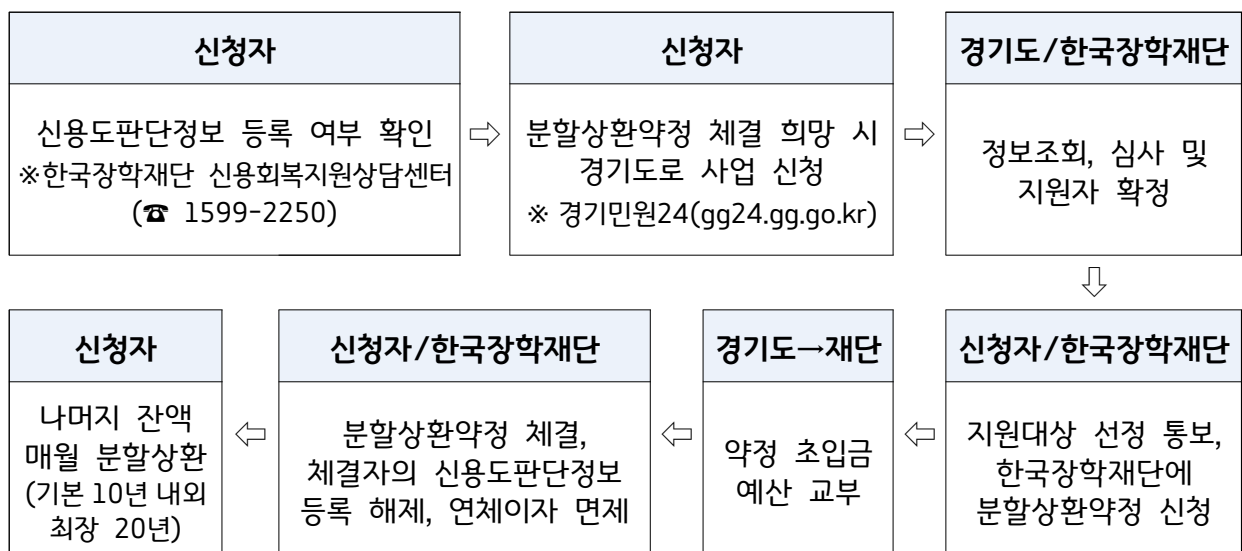 신청자
신용도판단정보 등록 여부 확인
※한국장학재단 신용회복지원상담센터
(☎ 1599-2250)
⇨
신청자
분할상환약정 체결 희망 시
경기도로 사업 신청
※ 경기민원24(gg24.gg.go.kr)
⇨
경기도/한국장학재단
정보조회, 심사 및
지원자 확정
⇩
신청자/한국장학재단
지원대상 선정 통보,
한국장학재단에
분할상환약정 신청
⇦
경기도→재단
약정 초입금
예산 교부
⇦
신청자/한국장학재단
분할상환약정 체결,
체결자의 신용도판단정보
등록 해제, 연체이자 면제
⇦
신청자
나머지 잔액
매월 분할상환
(기본 10년 내외
최장 20년)